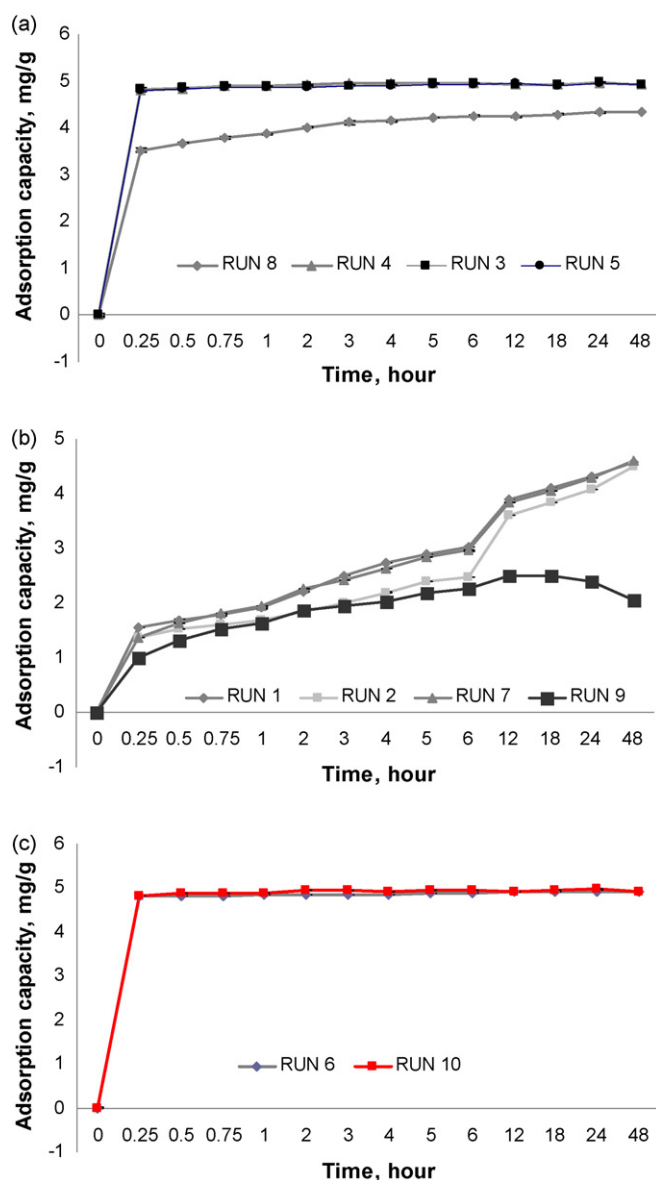 (a)
6
5
4
3
2
1
0
-1
Adsorption capacity, mg/g
RUN 8 RUN 4 RUN 3 RUN 5
0 0.25 0.5 0.75 1 2 3 4 5 6 12 18 24 48
Time, hour
(b)
5
4
3
2
1
0
-1
Adsorption capacity, mg/g
RUN 1 RUN 2 RUN 7 RUN 9
0 0.25 0.5 0.75 1 2 3 4 5 6 12 18 24 48
Time, hour
(c)
6
5
4
3
2
1
0
-1
Adsorption capacity, mg/g
RUN 6 RUN 10
0 0.25 0.5 0.75 1 2 3 4 5 6 12 18 24 48
Time, hour